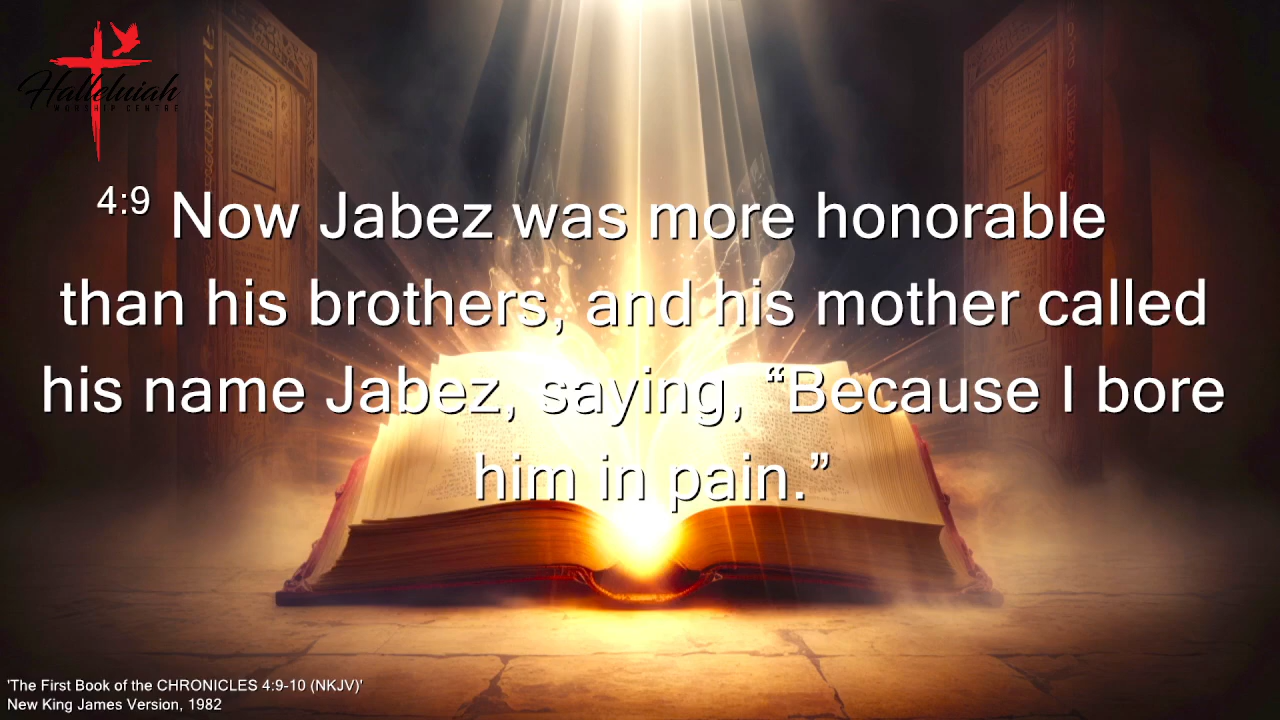 Halleluiah
WORSHIP CENTRE
4:9 Now Jabez was more honorable
than his brothers, and his mother called
his name Jabez, saying, “Because I bore
him in pain.”
'The First Book of the CHRONICLES 4:9-10 (NKJV)'
New King James Version, 1982